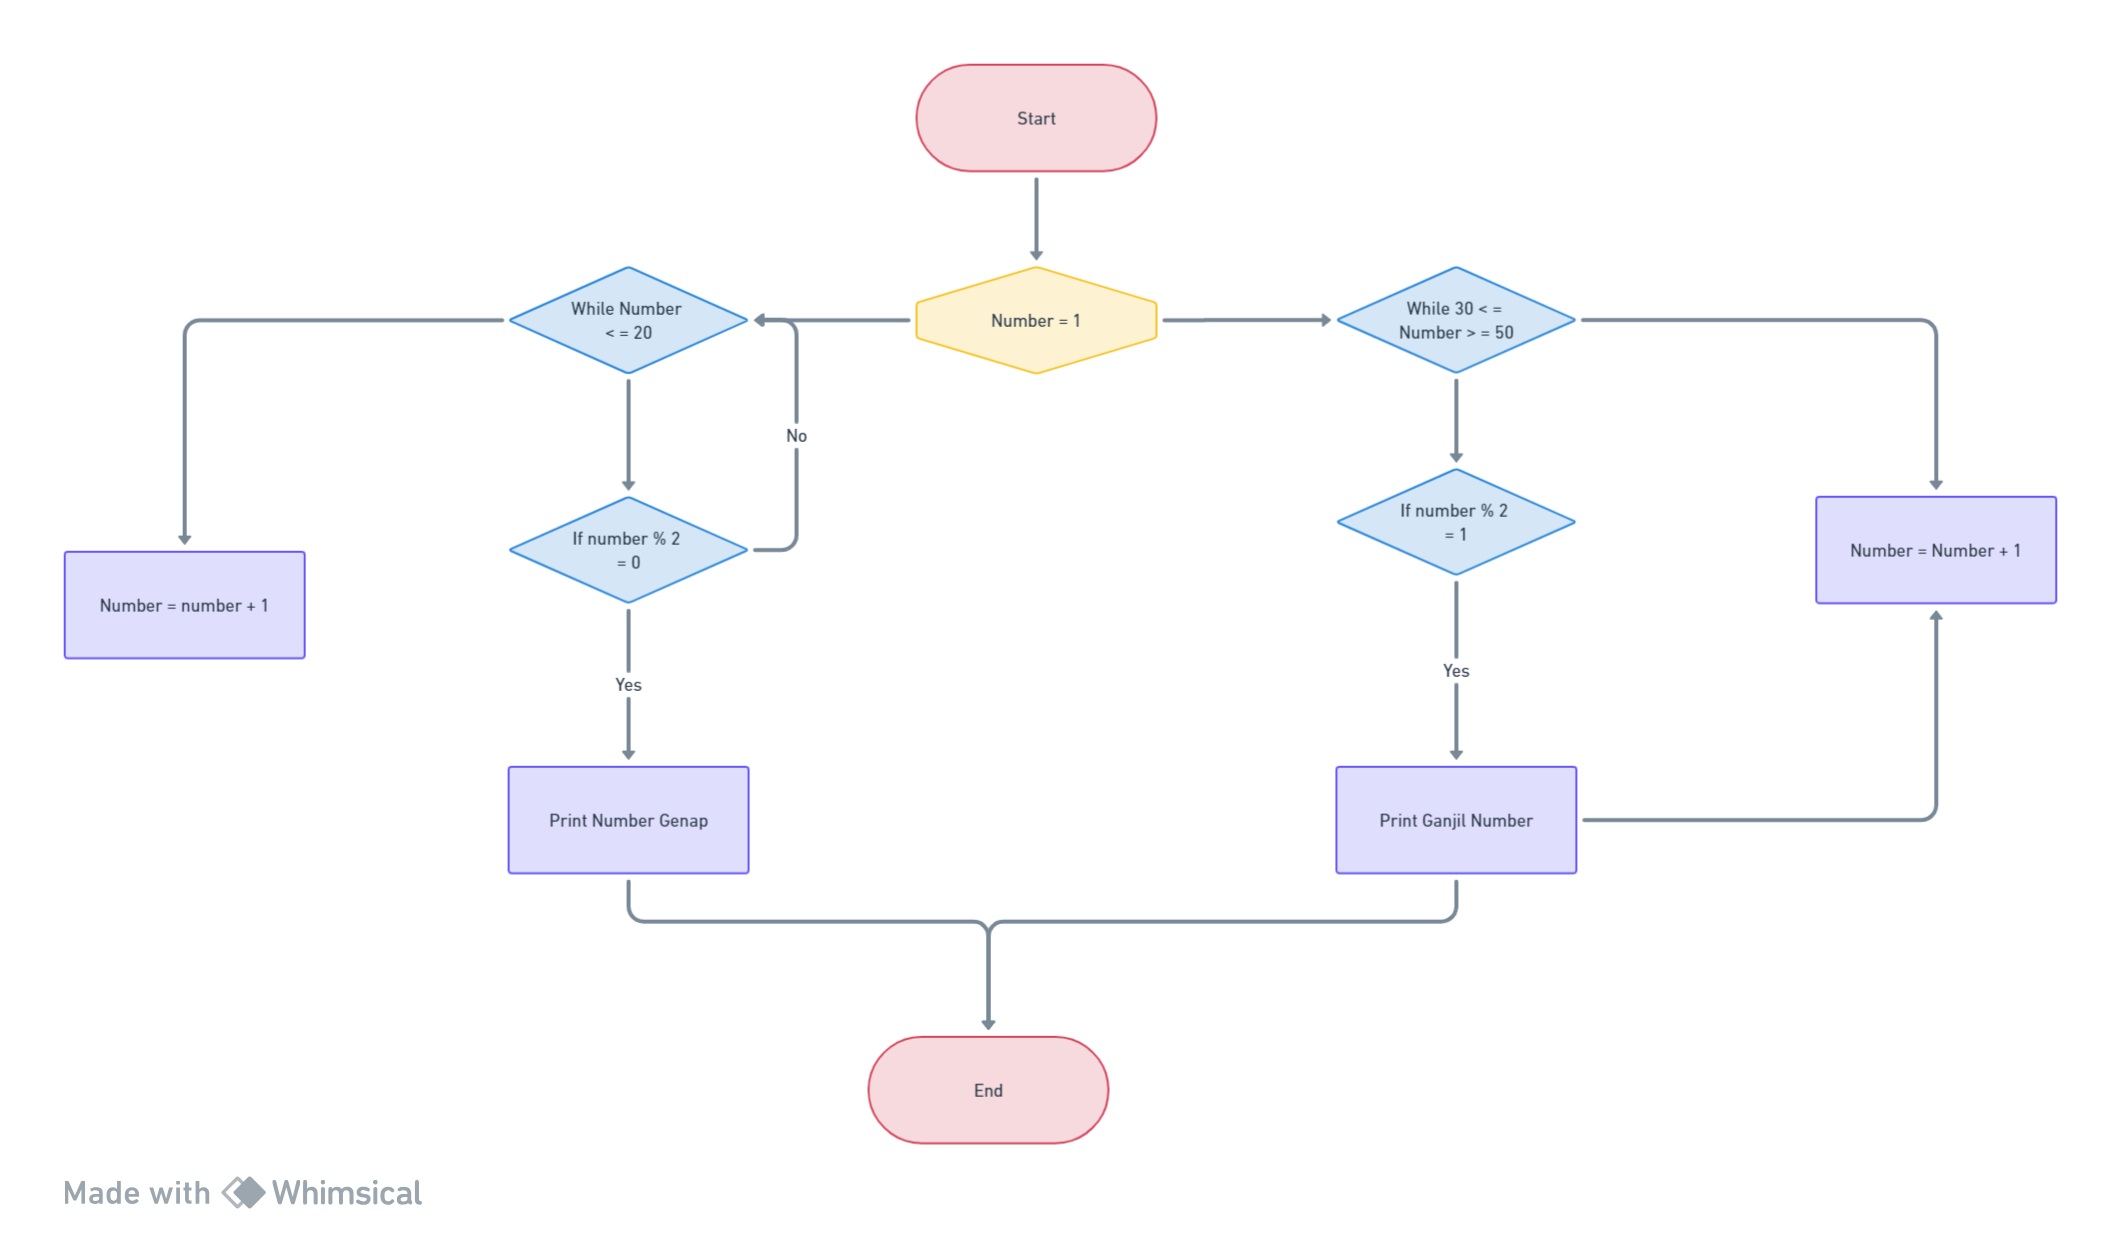 Start
While Number
< = 20
Number = 1
While 30 < =
Number > = 50
No
If number % 2
= 0
If number % 2
= 1
Number = Number + 1
Number = number + 1
Yes
Yes
Print Number Genap
Print Ganjil Number
End
Made with Whimsical